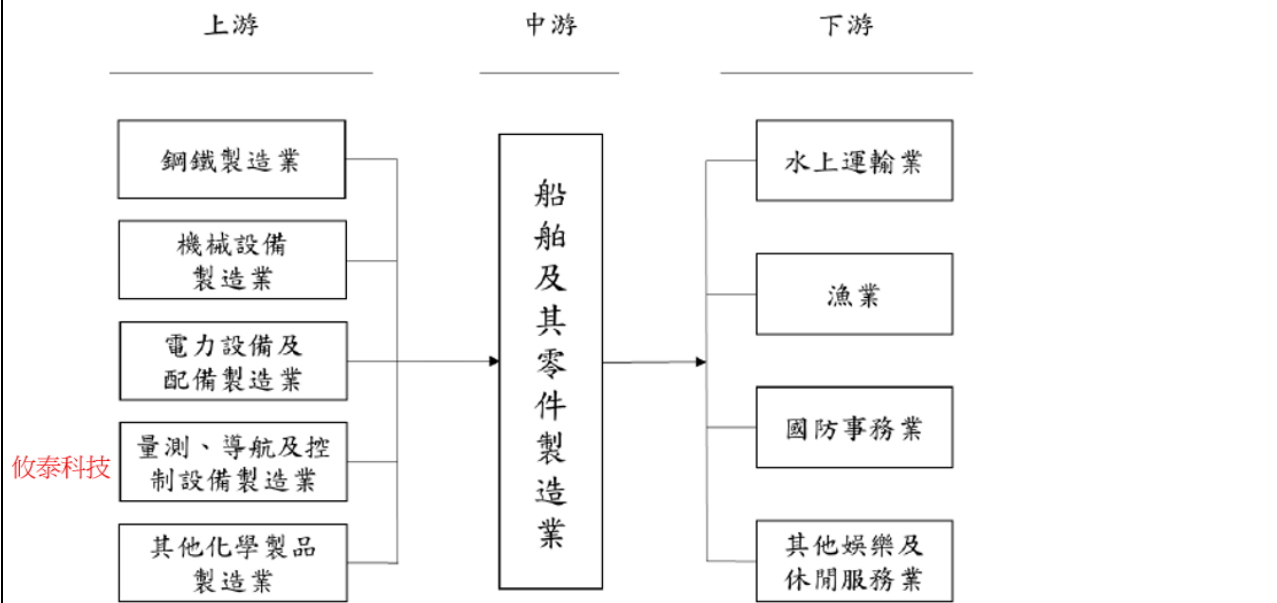 上游
中游
下游
鋼鐵製造業
機械設備
製造業
電力設備及
配備製造業
攸泰科技
量測、導航及控
制設備製造業
其他化學製品
製造業
船舶及其零件製造業
水上運輸業
漁業
國防事務業
其他娛樂及
休閒服務業